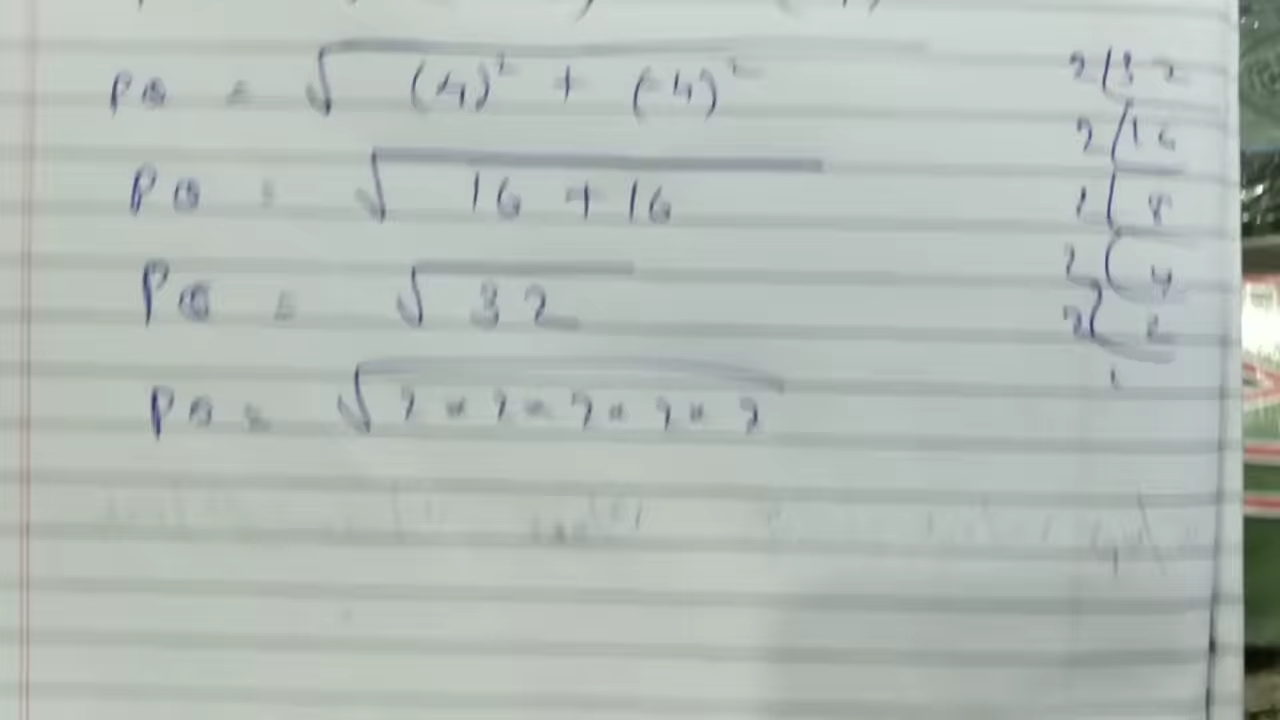 PQ = √(4)² + (-4)²
PQ = √16 + 16
PQ = √32
PQ = √2 × 2 × 2 × 2 × 2
2 | 32
2 | 16
2 | 8
2 | 4
2 | 2
1